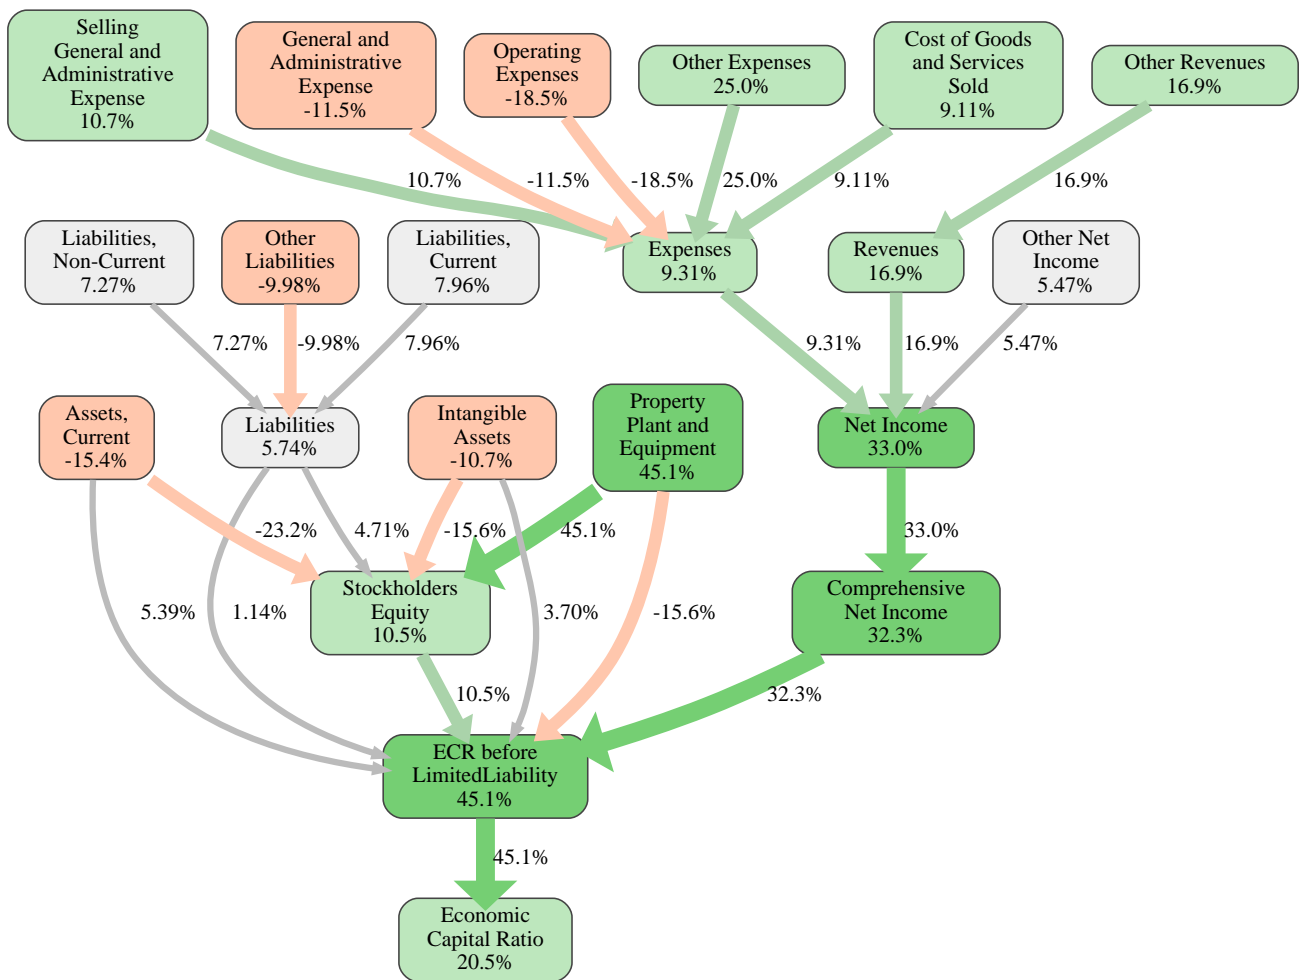 Selling
General and
Administrative
Expense
10.7%
General and
Administrative
Expense
-11.5%
Operating
Expenses
-18.5%
Other Expenses
25.0%
Cost of Goods
and Services
Sold
9.11%
Other Revenues
16.9%
10.7%
-11.5%
-18.5%
25.0%
9.11%
16.9%
Liabilities,
Non-Current
7.27%
Other
Liabilities
-9.98%
Liabilities,
Current
7.96%
Expenses
9.31%
Revenues
16.9%
Other Net
Income
5.47%
7.27%
-9.98%
7.96%
9.31%
16.9%
5.47%
Assets,
Current
-15.4%
Liabilities
5.74%
Intangible
Assets
-10.7%
Property
Plant and
Equipment
45.1%
Net Income
33.0%
-23.2%
4.71%
-15.6%
45.1%
33.0%
Stockholders
Equity
10.5%
Comprehensive
Net Income
32.3%
5.39%
1.14%
3.70%
-15.6%
10.5%
32.3%
ECR before
LimitedLiability
45.1%
45.1%
Economic
Capital Ratio
20.5%